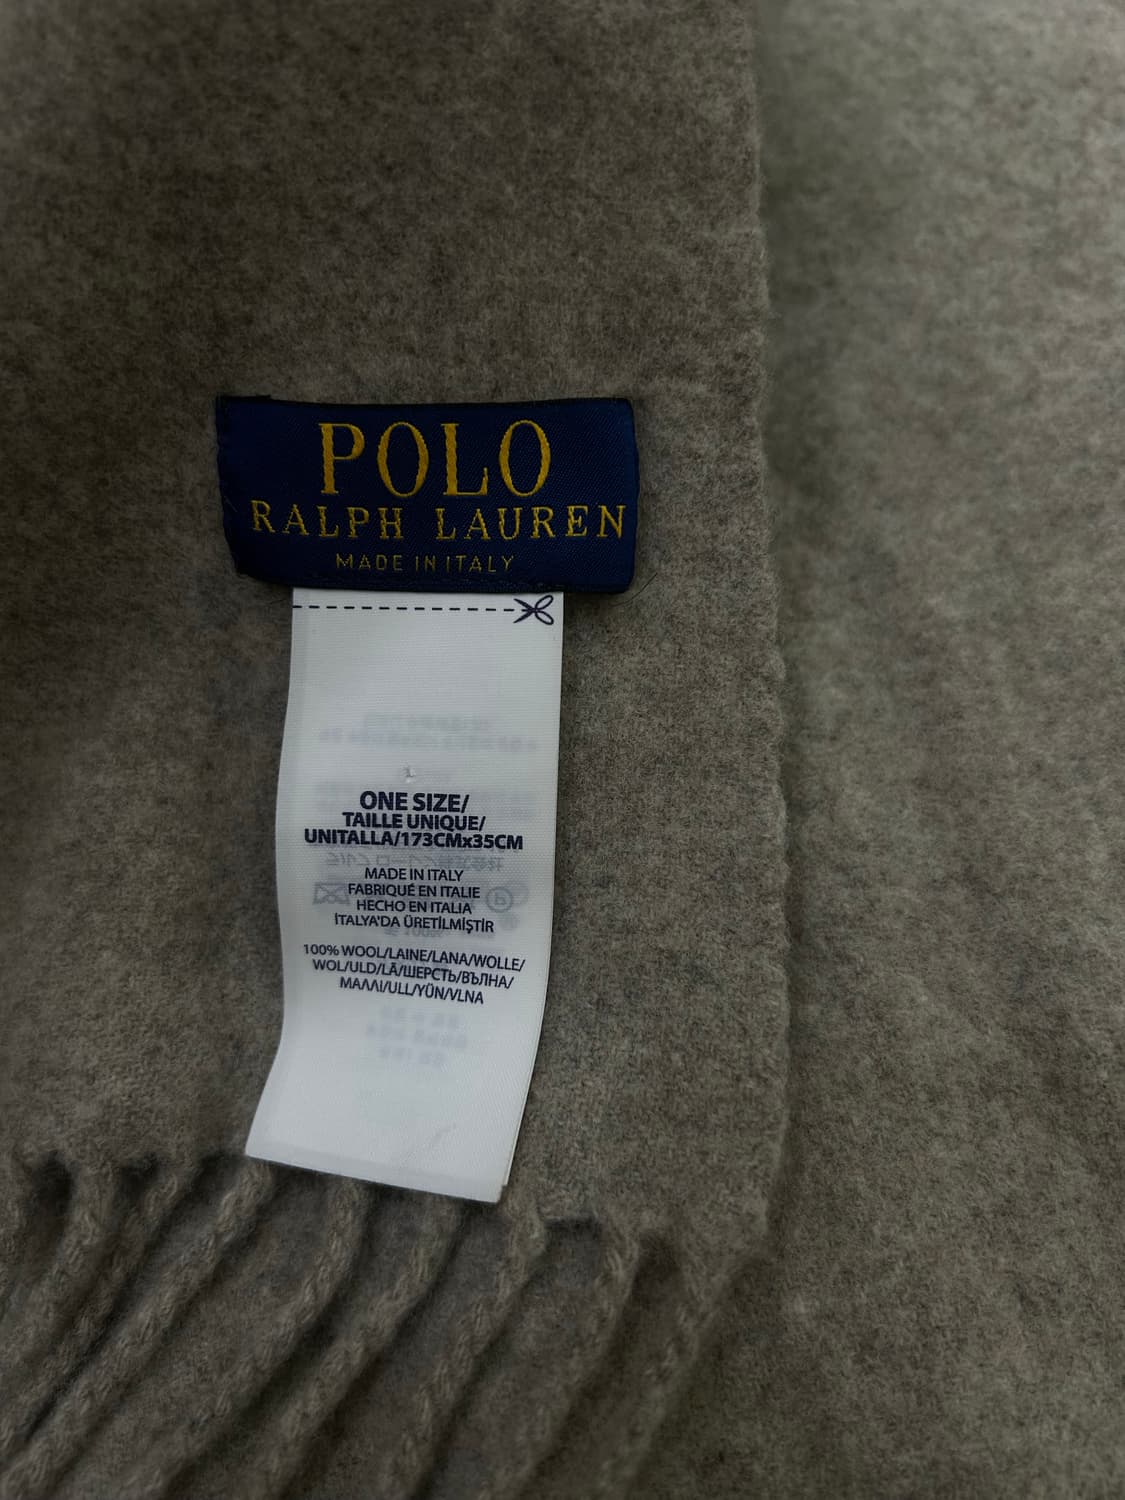 POLO
RALPH LAUREN
MADE IN ITALY
ONE SIZE/
TAILLE UNIQUE/
UNITALLA/173CMx35CM
MADE IN ITALY
FABRIQUÉ EN ITALIE
HECHO EN ITALIA
İTALYA'DA ÜRETİLMİŞTİR
100% WOOL/LAINE/LANA/WOLLE/
WOL/ULD/LÃ/ШЕРСТЬ/ВЪЛНА/
ΜΑΛΛΙ/ULL/YÜN/VLNA